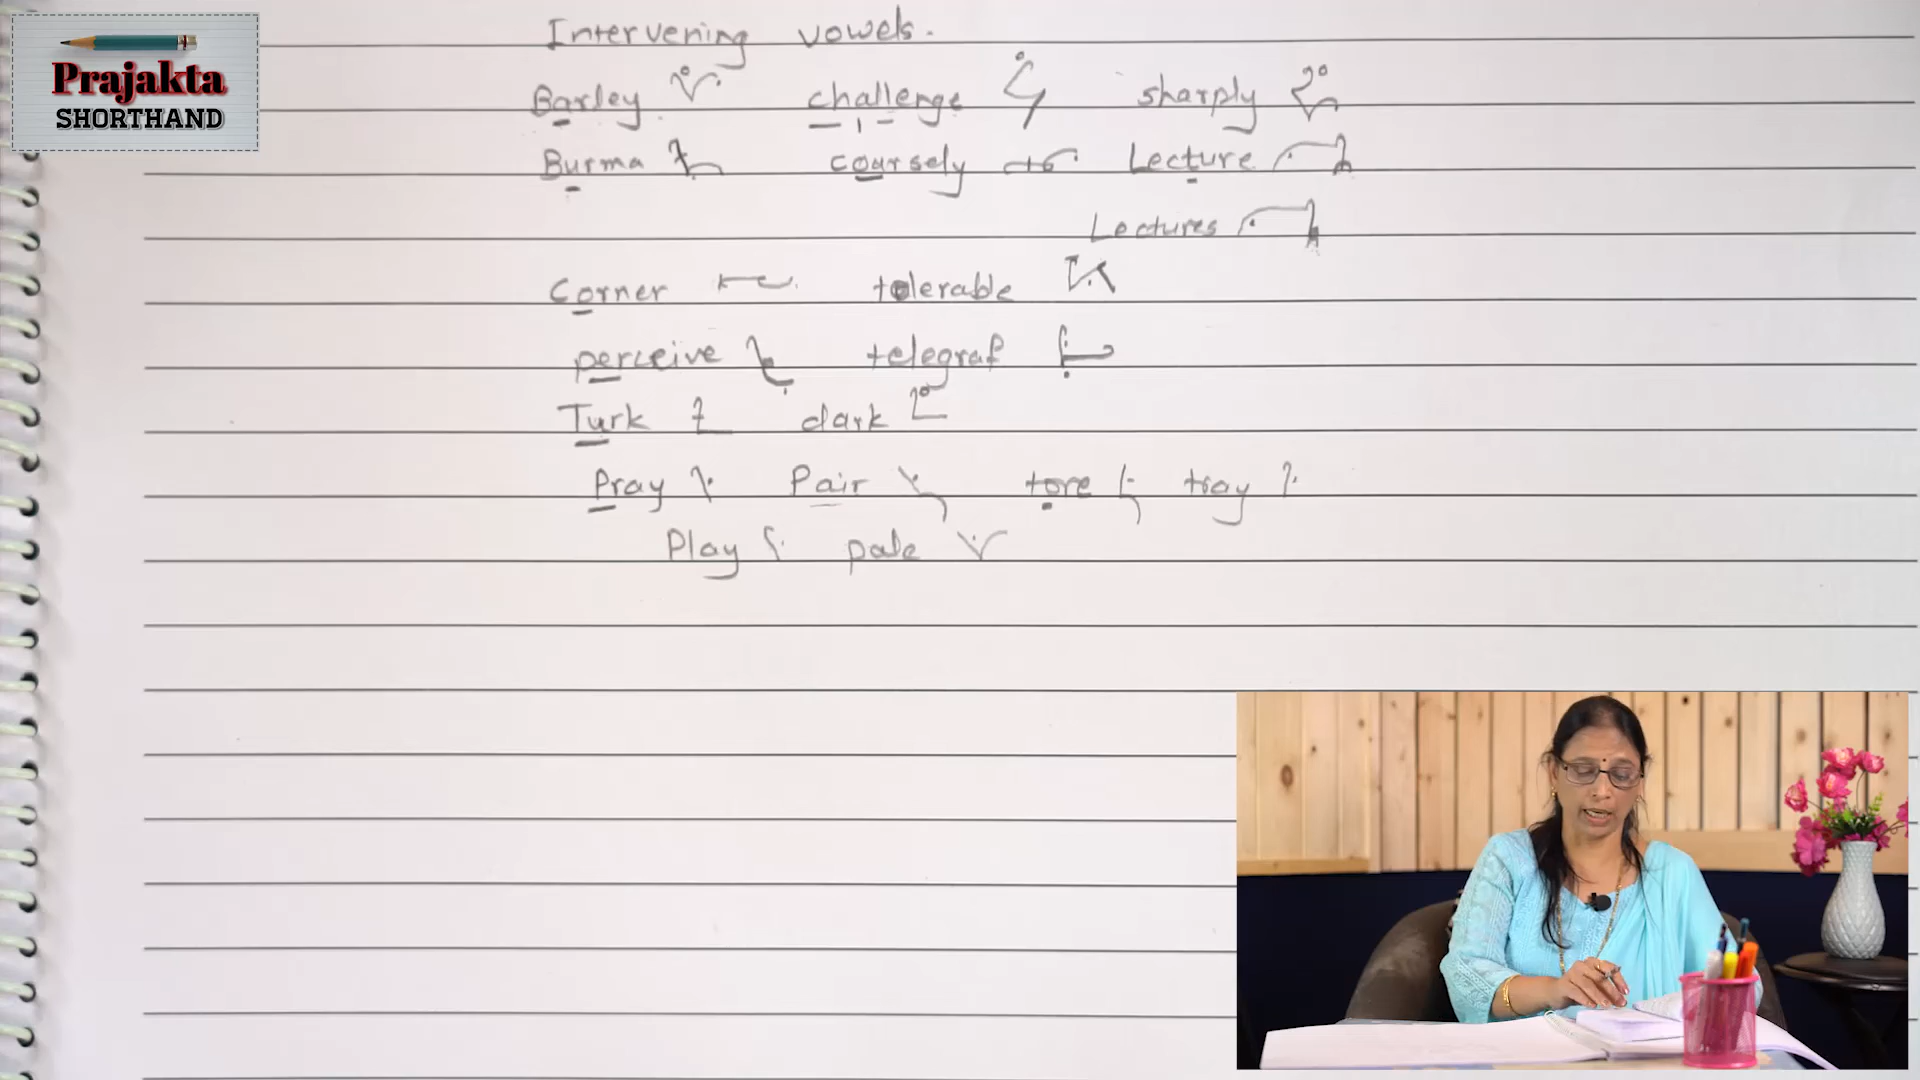 Prajakta
SHORTHAND
Intervening vowels.
Barley challenge sharply
Burma coursely Lecture
Lectures
Corner tolerable
perceive telegraf
Turk dark
Pray Pair tore tray
Play pale